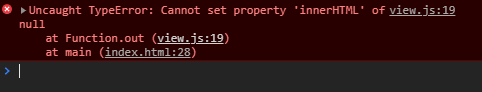 Uncaught TypeError: Cannot set property 'innerHTML' of view.js:19
null
at Function.out (view.js:19)
at main (index.html:28)